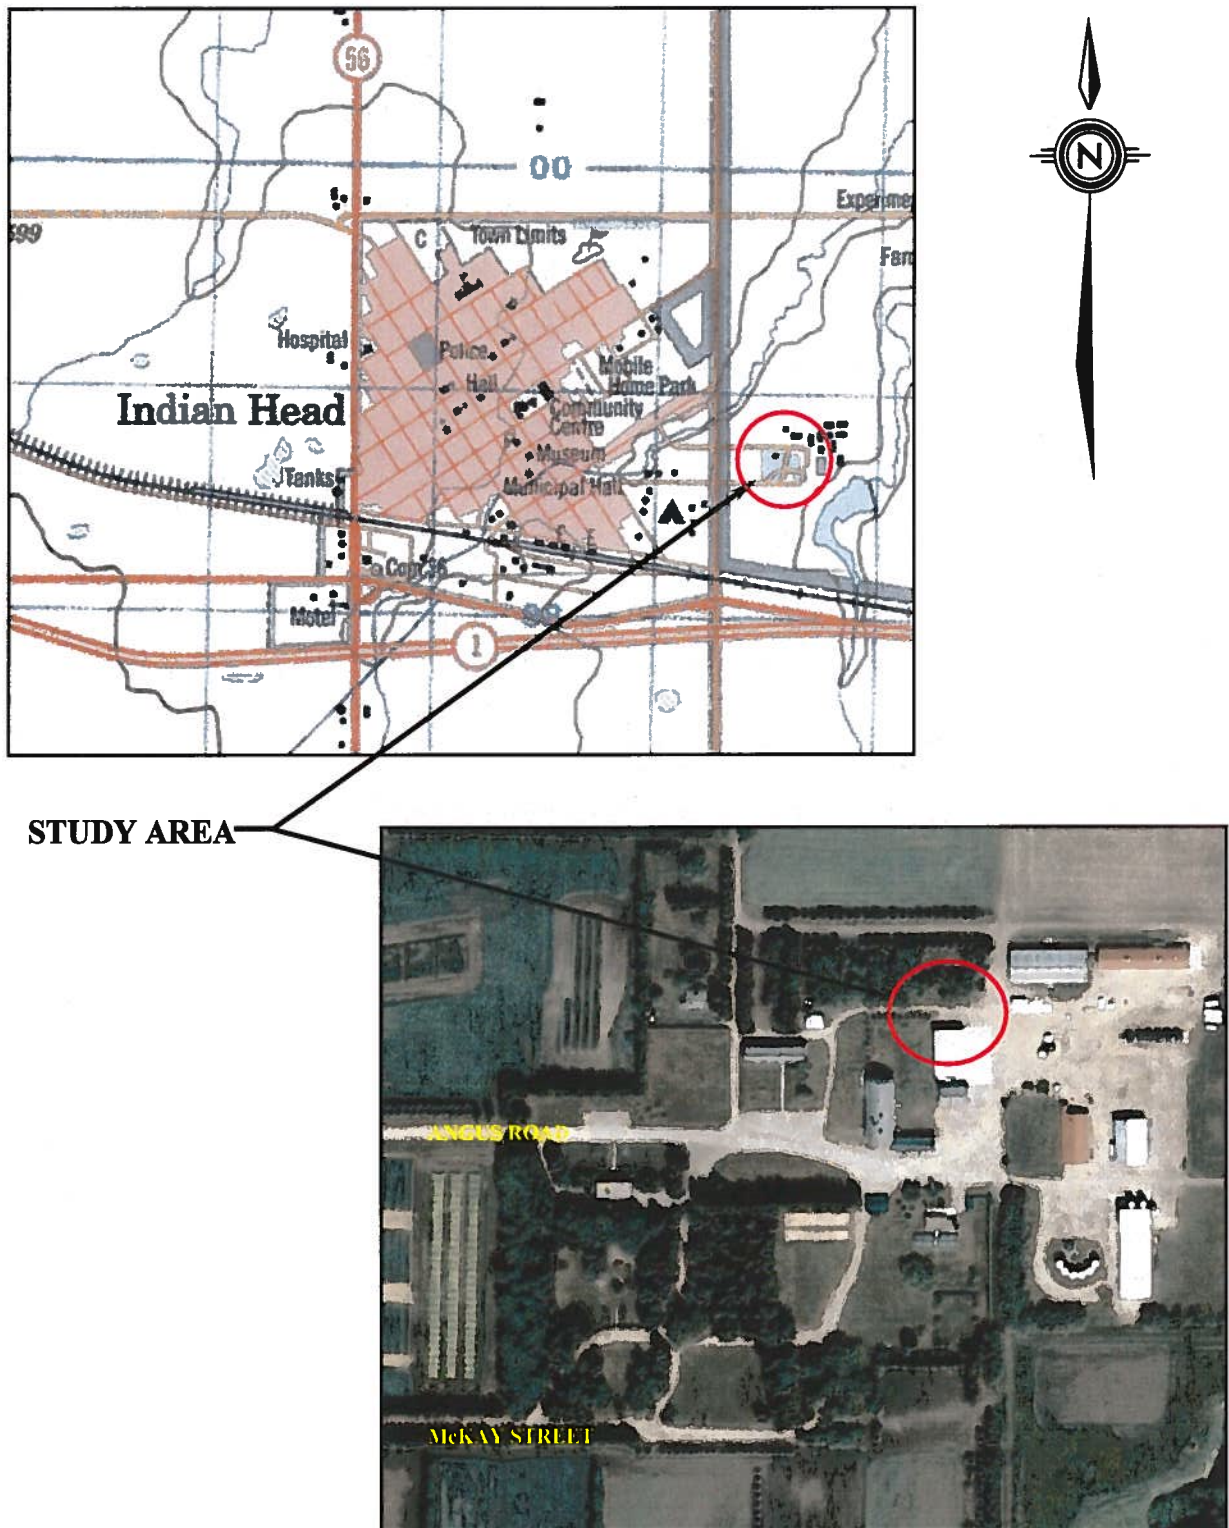 56
00
Experime
Farm
399
C
Town Limits
Hospital
Police
Mobile
Home Park
Hall
Indian Head
Community
Centre
Museum
Tanks
Municipal Hall
Motel
1
N
STUDY AREA
ANGUS ROAD
McKAY STREET